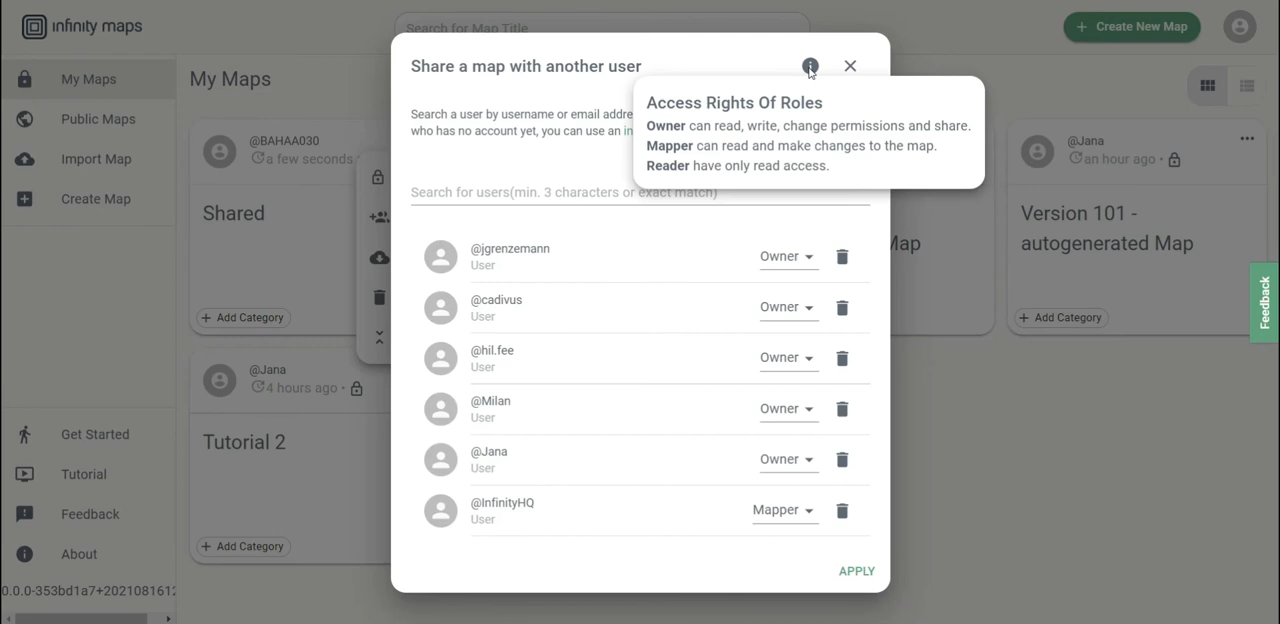 infinity maps
Search for Map Title
Create New Map
My Maps
Public Maps
Import Map
Create Map
Get Started
Tutorial
Feedback
About
0.0.0-353bd1a7+2021081612
My Maps
@BAHAA030
a few seconds
Shared
Add Category
@Jana
4 hours ago •
Tutorial 2
Add Category
Map
@Jana
an hour ago •
Version 101 -
autogenerated Map
Add Category
Feedback
Share a map with another user
Search a user by username or email addre
who has no account yet, you can use an in
Access Rights Of Roles
Owner can read, write, change permissions and share.
Mapper can read and make changes to the map.
Reader have only read access.
Search for users(min. 3 characters or exact match)
@jgrenzemann
User
Owner
@cadivus
User
Owner
@hil.fee
User
Owner
@Milan
User
Owner
@Jana
User
Owner
@InfinityHQ
User
Mapper
APPLY